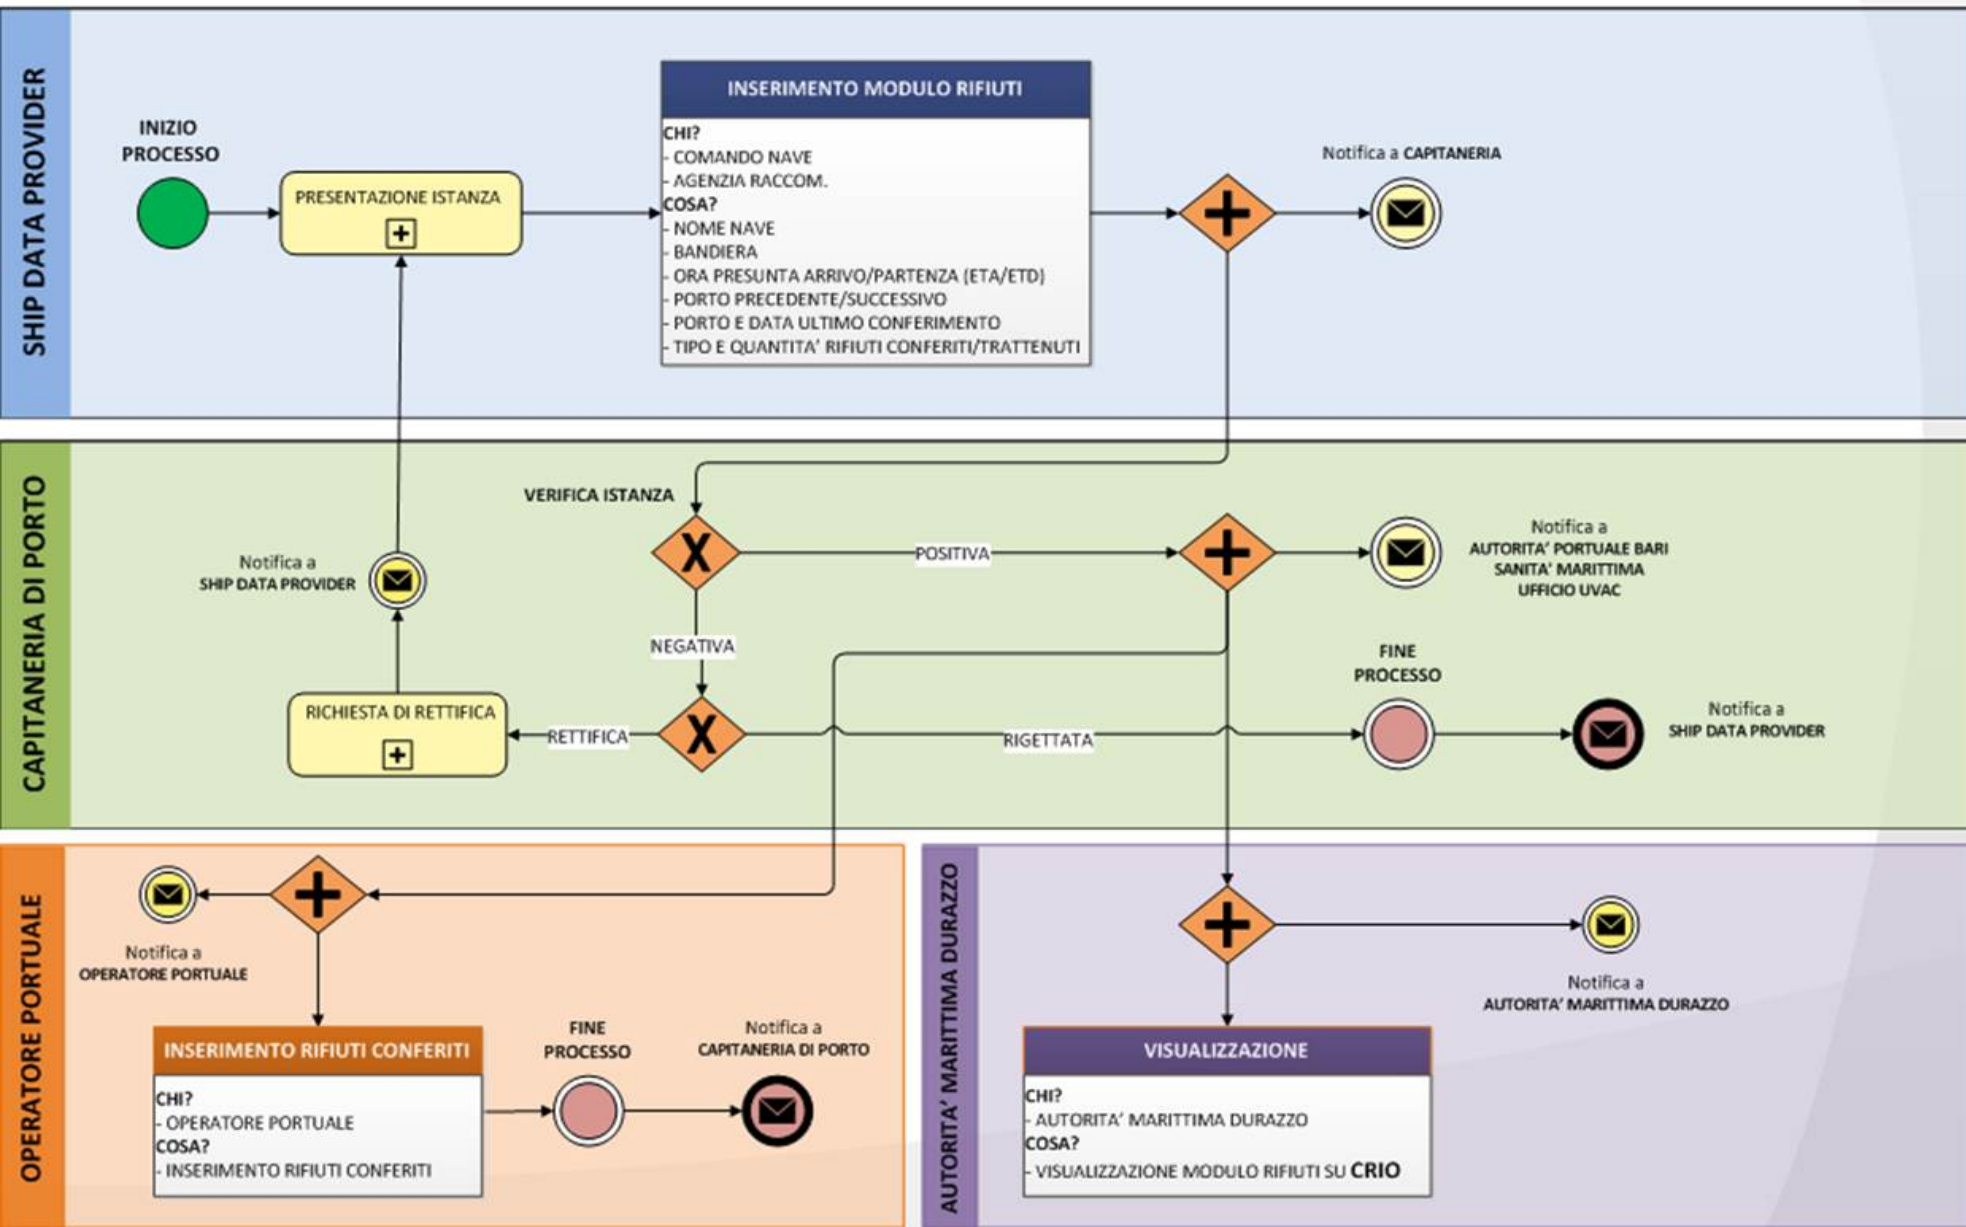 SHIP DATA PROVIDER
INIZIO
PROCESSO
PRESENTAZIONE ISTANZA
INSERIMENTO MODULO RIFIUTI
CHI?
- COMANDO NAVE
- AGENZIA RACCOM.
COSA?
- NOME NAVE
- BANDIERA
- ORA PRESUNTA ARRIVO/PARTENZA (ETA/ETD)
- PORTO PRECEDENTE/SUCCESSIVO
- PORTO E DATA ULTIMO CONFERIMENTO
- TIPO E QUANTITA' RIFIUTI CONFERITI/TRATTENUTI
Notifica a CAPITANERIA
CAPITANERIA DI PORTO
VERIFICA ISTANZA
X
POSITIVA
Notifica a
AUTORITA' PORTUALE BARI
SANITA' MARITTIMA
UFFICIO UVAC
Notifica a
SHIP DATA PROVIDER
NEGATIVA
RICHIESTA DI RETTIFICA
RETTIFICA
X
RIGETTATA
FINE
PROCESSO
Notifica a
SHIP DATA PROVIDER
OPERATORE PORTUALE
Notifica a
OPERATORE PORTUALE
INSERIMENTO RIFIUTI CONFERITI
CHI?
- OPERATORE PORTUALE
COSA?
- INSERIMENTO RIFIUTI CONFERITI
FINE
PROCESSO
Notifica a
CAPITANERIA DI PORTO
AUTORITA' MARITTIMA DURAZZO
Notifica a
AUTORITA' MARITTIMA DURAZZO
VISUALIZZAZIONE
CHI?
- AUTORITA' MARITTIMA DURAZZO
COSA?
- VISUALIZZAZIONE MODULO RIFIUTI SU CRIO